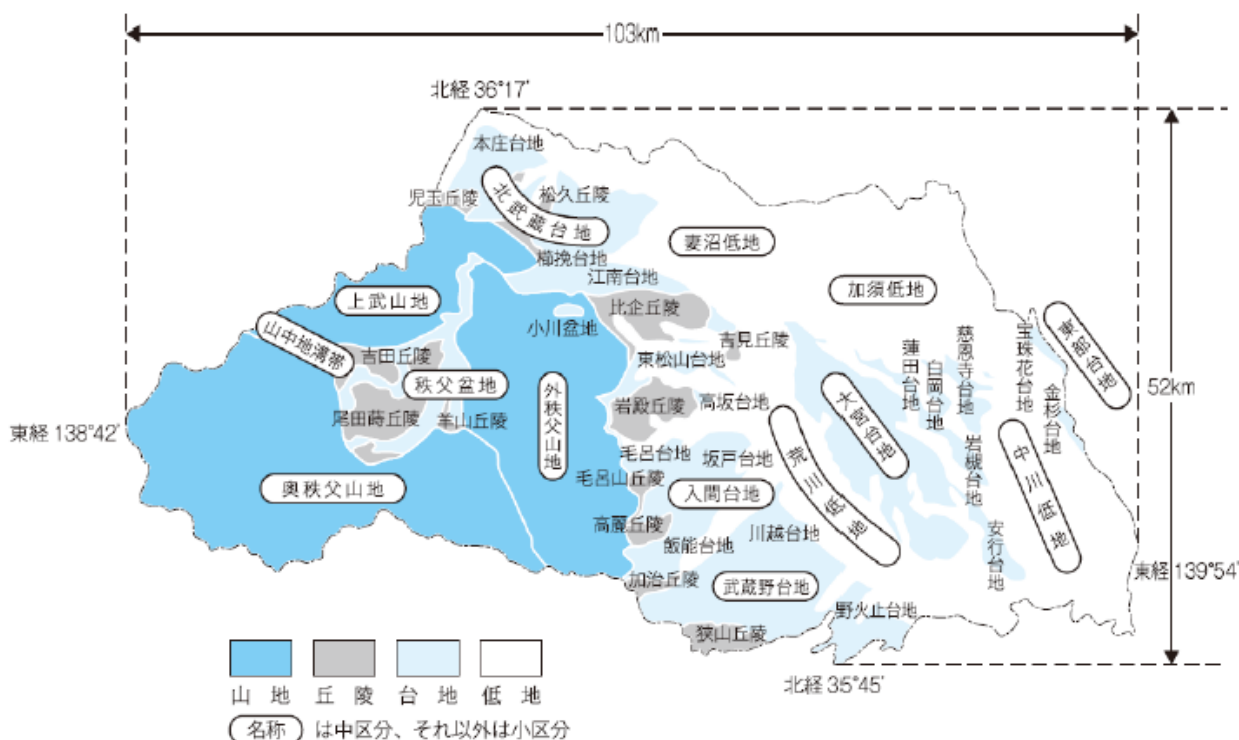 103km
北経 36°17′
本庄台地
児玉丘陵
松久丘陵
北武蔵台地
櫛挽台地
妻沼低地
江南台地
上武山地
加須低地
比企丘陵
小川盆地
山中地溝帯
吉田丘陵
吉見丘陵
東松山台地
秩父盆地
外秩父山地
蓮田台地
白岡台地
慈恩寺台地
宝珠花台地
金杉台地
東部台地
52km
大宮台地
岩殿丘陵
高坂台地
尾田蒔丘陵
羊山丘陵
東経 138°42′
毛呂台地
坂戸台地
荒川低地
岩槻台地
中川低地
毛呂山丘陵
奥秩父山地
入間台地
高麗丘陵
飯能台地
川越台地
安行台地
加治丘陵
武蔵野台地
東経 139°54′
野火止台地
狭山丘陵
北経 35°45′
山地
丘陵
台地
低地
名称 は中区分、それ以外は小区分